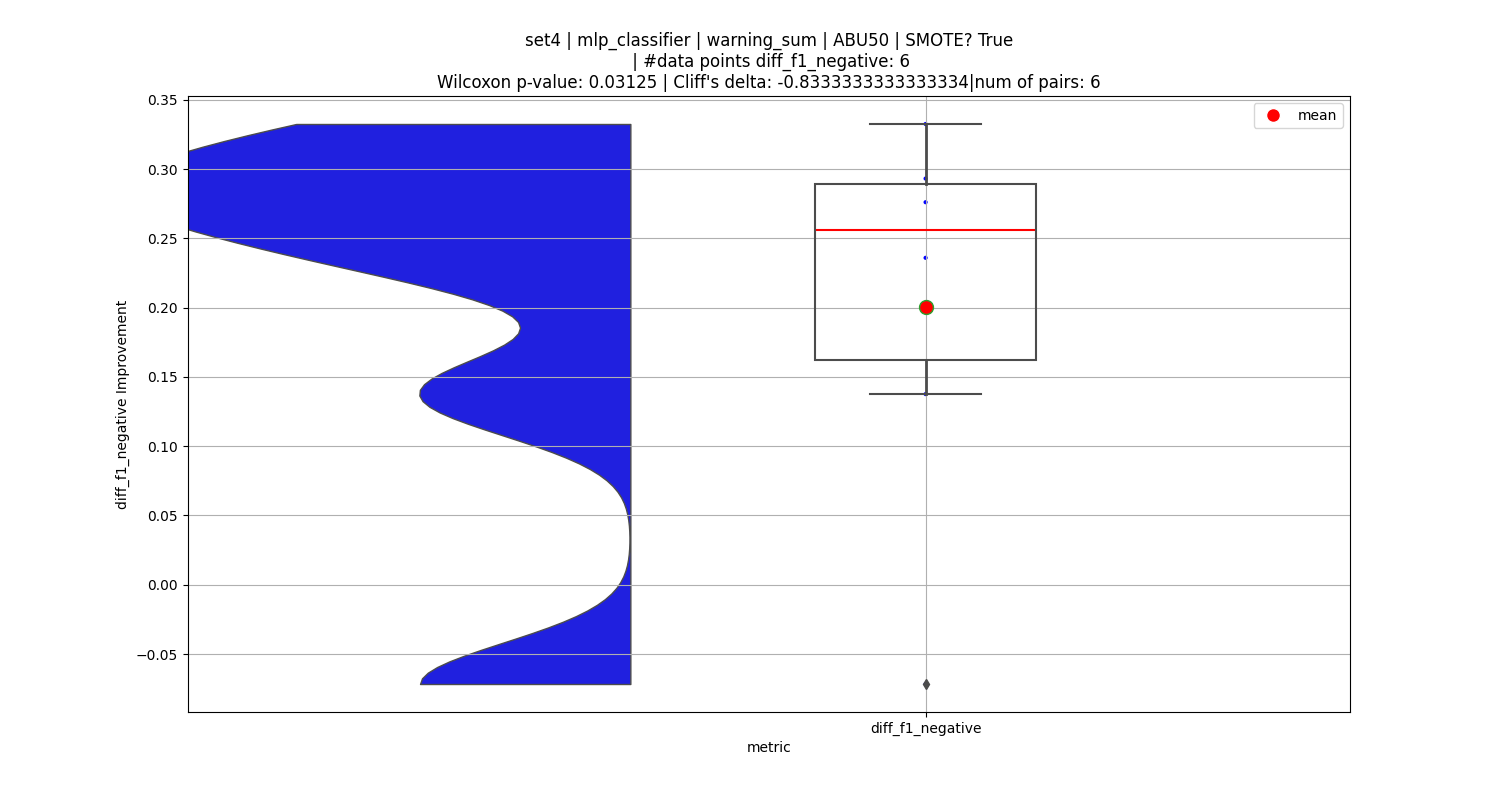 set4 | mlp_classifier | warning_sum | ABU50 | SMOTE? True
| #data points diff_f1_negative: 6
Wilcoxon p-value: 0.03125 | Cliff's delta: -0.8333333333333334|num of pairs: 6
mean
0.35
0.30
0.25
0.20
0.15
0.10
0.05
0.00
−0.05
diff_f1_negative Improvement
diff_f1_negative
metric